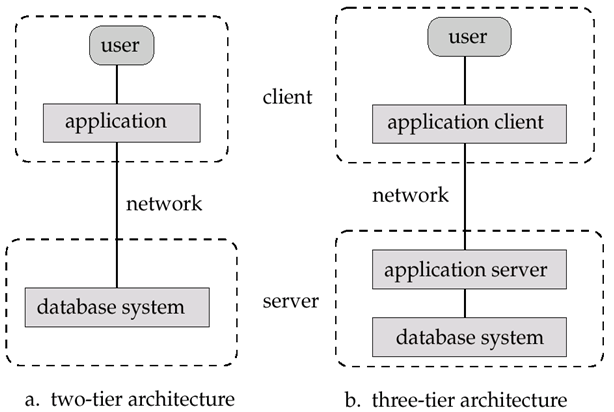 user
application
network
database system
a. two-tier architecture
client
server
user
application client
network
application server
database system
b. three-tier architecture